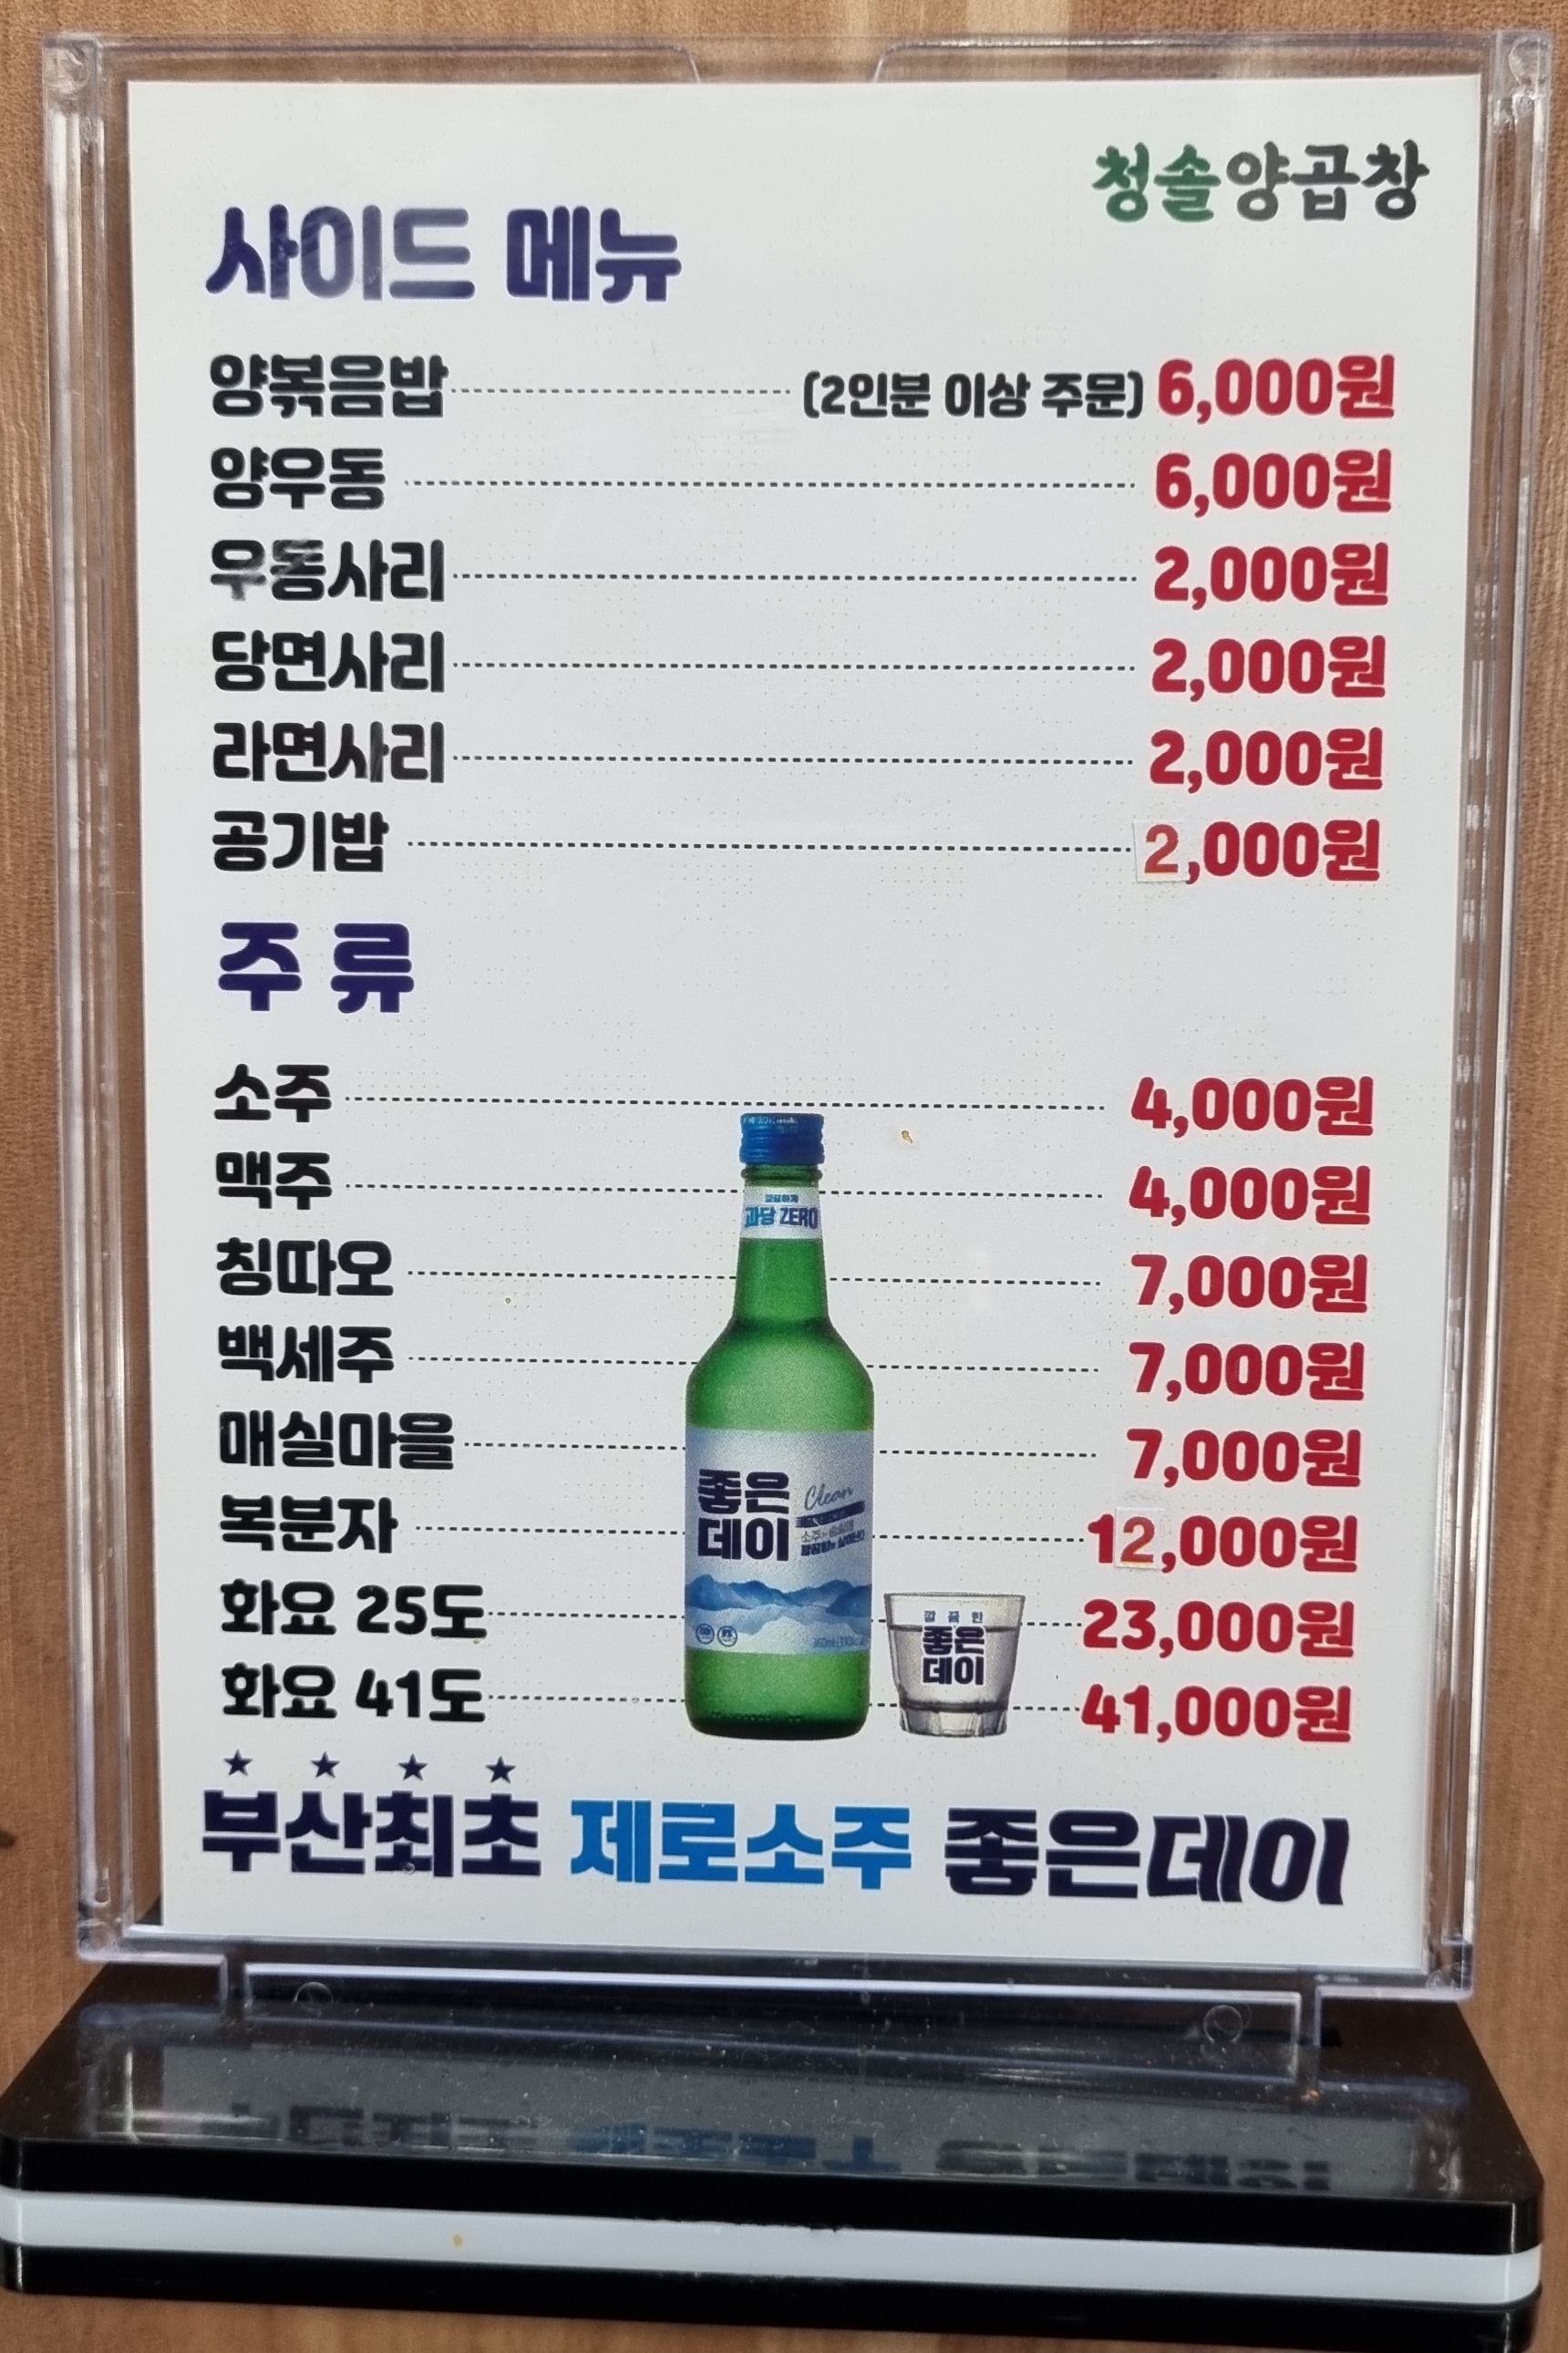 청솔양곱창
사이드 메뉴
양볶음밥 (2인분 이상 주문) 6,000원
양우동 6,000원
우동사리 2,000원
당면사리 2,000원
라면사리 2,000원
공기밥 2,000원
주 류
소주 4,000원
맥주 4,000원
칭따오 7,000원
백세주 7,000원
매실마을 7,000원
복분자 12,000원
화요 25도 23,000원
화요 41도 41,000원
과당 ZERO
좋은 Clean
데이
깔끔한
좋은
데이
부산최초 제로소주 좋은데이